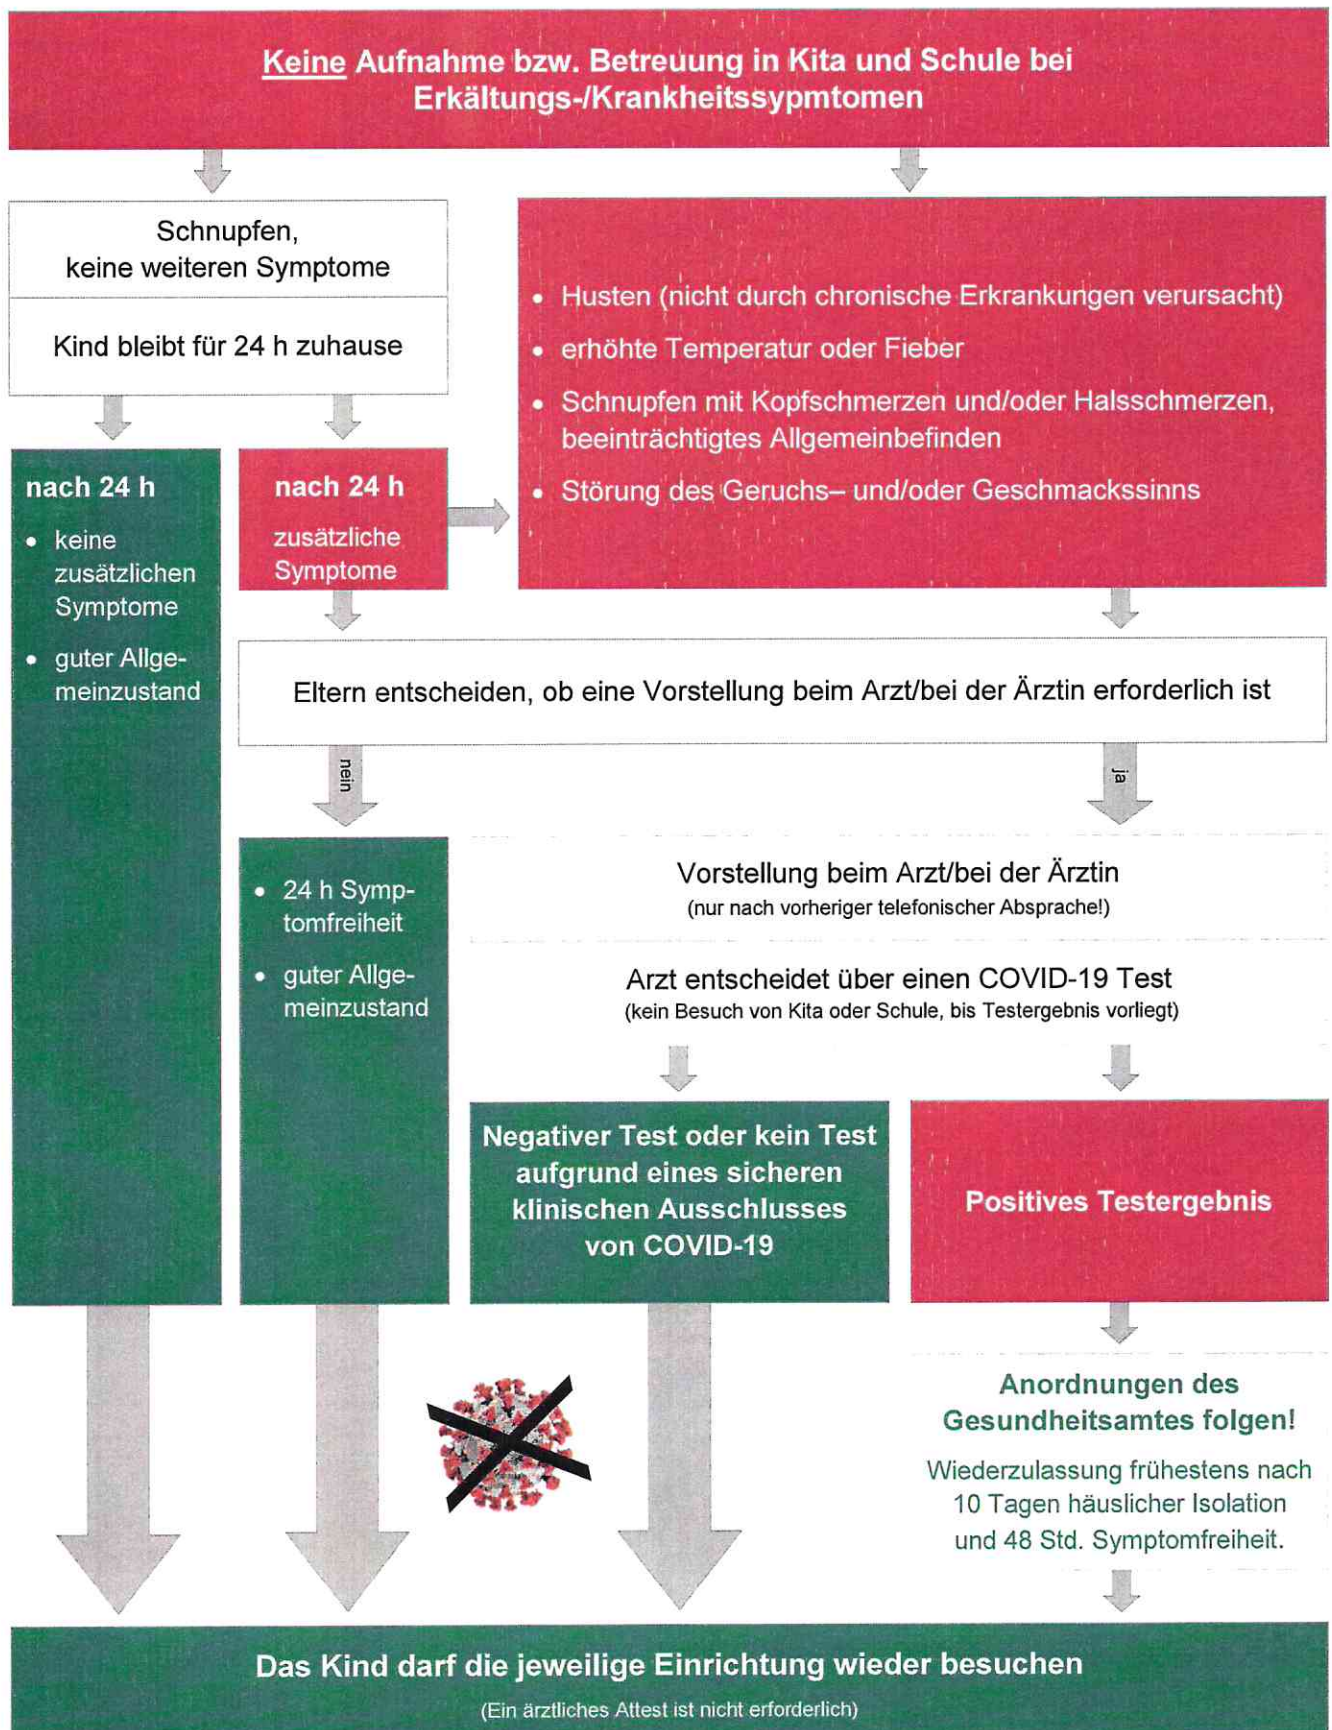 Keine Aufnahme bzw. Betreuung in Kita und Schule bei
Erkältungs-/Krankheitssypmtomen
Schnupfen,
keine weiteren Symptome
Kind bleibt für 24 h zuhause
• Husten (nicht durch chronische Erkrankungen verursacht)
• erhöhte Temperatur oder Fieber
• Schnupfen mit Kopfschmerzen und/oder Halsschmerzen,
beeinträchtigtes Allgemeinbefinden
• Störung des Geruchs– und/oder Geschmackssinns
nach 24 h
• keine
zusätzlichen
Symptome
• guter Allge-
meinzustand
nach 24 h
zusätzliche
Symptome
Eltern entscheiden, ob eine Vorstellung beim Arzt/bei der Ärztin erforderlich ist
nein
ja
• 24 h Symp-
tomfreiheit
• guter Allge-
meinzustand
Vorstellung beim Arzt/bei der Ärztin
(nur nach vorheriger telefonischer Absprache!)
Arzt entscheidet über einen COVID-19 Test
(kein Besuch von Kita oder Schule, bis Testergebnis vorliegt)
Negativer Test oder kein Test
aufgrund eines sicheren
klinischen Ausschlusses
von COVID-19
Positives Testergebnis
Anordnungen des
Gesundheitsamtes folgen!
Wiederzulassung frühestens nach
10 Tagen häuslicher Isolation
und 48 Std. Symptomfreiheit.
Das Kind darf die jeweilige Einrichtung wieder besuchen
(Ein ärztliches Attest ist nicht erforderlich)